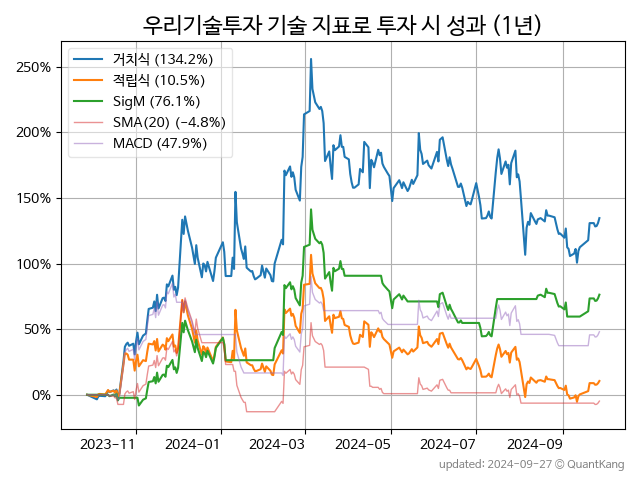 우리기술투자 기술 지표로 투자 시 성과 (1년)
거치식 (134.2%)
적립식 (10.5%)
SigM (76.1%)
SMA(20) (-4.8%)
MACD (47.9%)
250%
200%
150%
100%
50%
0%
2023-11 2024-01 2024-03 2024-05 2024-07 2024-09
updated: 2024-09-27 © QuantKang